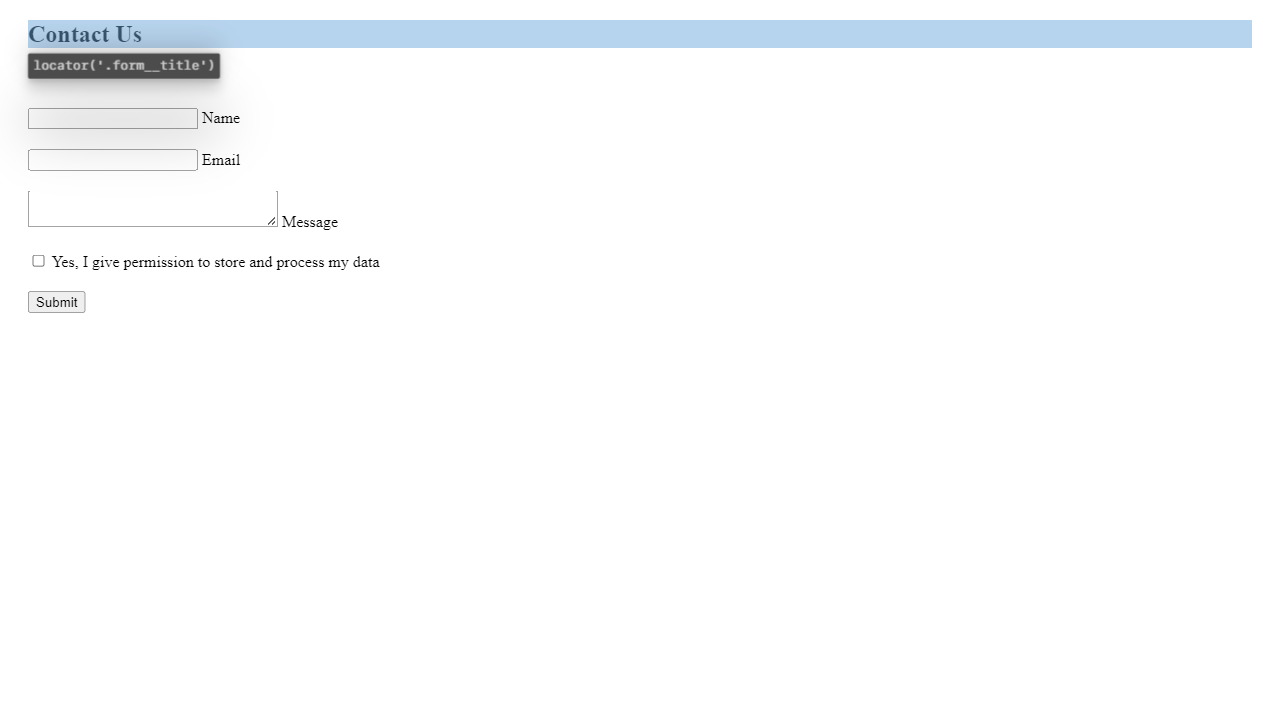 Contact Us
locator('.form__title')
Name
Email
Message
Yes, I give permission to store and process my data
Submit